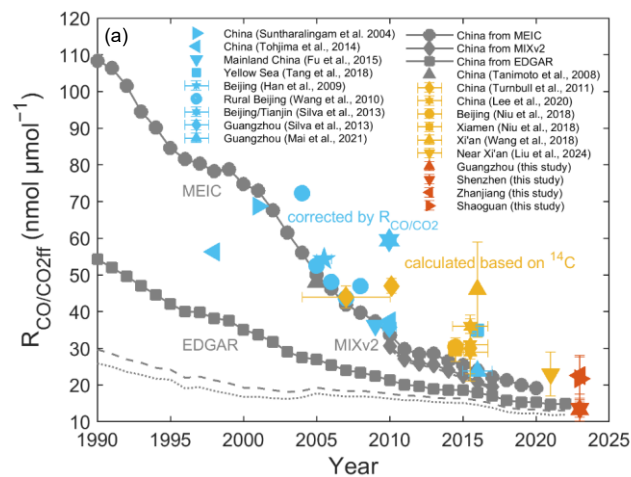 (a)
China (Suntharalingam et al. 2004)
China (Tohjima et al., 2014)
Mainland China (Fu et al., 2015)
Yellow Sea (Tang et al., 2018)
Beijing (Han et al., 2009)
Rural Beijing (Wang et al., 2010)
Beijing/Tianjin (Silva et al., 2013)
Guangzhou (Silva et al., 2013)
Guangzhou (Mai et al., 2021)
China from MEIC
China from MIXv2
China from EDGAR
China (Tanimoto et al., 2008)
China (Turnbull et al., 2011)
China (Lee et al., 2020)
Beijing (Niu et al., 2018)
Xiamen (Niu et al., 2018)
Xi'an (Wang et al., 2018)
Near Xi'an (Liu et al., 2024)
Guangzhou (this study)
Shenzhen (this study)
Zhanjiang (this study)
Shaoguan (this study)
MEIC
corrected by R_CO/CO2
calculated based on ¹⁴C
EDGAR
MIXv2
R_CO/CO2ff (nmol μmol⁻¹)
120
110
100
90
80
70
60
50
40
30
20
10
0
1990
1995
2000
2005
2010
2015
2020
2025
Year